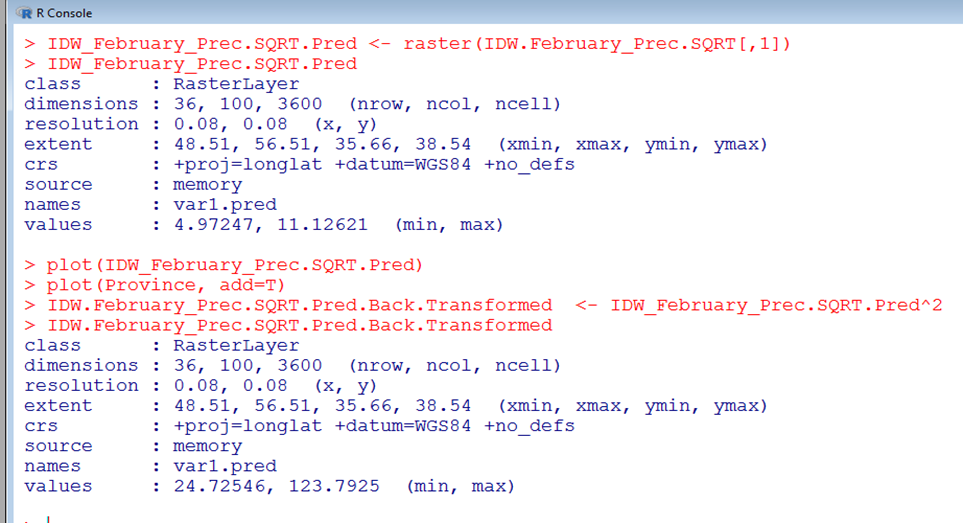 R Console
> IDW_February_Prec.SQRT.Pred <- raster(IDW.February_Prec.SQRT[,1])
> IDW_February_Prec.SQRT.Pred
class      : RasterLayer
dimensions : 36, 100, 3600  (nrow, ncol, ncell)
resolution : 0.08, 0.08  (x, y)
extent     : 48.51, 56.51, 35.66, 38.54  (xmin, xmax, ymin, ymax)
crs        : +proj=longlat +datum=WGS84 +no_defs
source     : memory
names      : var1.pred
values     : 4.97247, 11.12621  (min, max)
> plot(IDW_February_Prec.SQRT.Pred)
> plot(Province, add=T)
> IDW.February_Prec.SQRT.Pred.Back.Transformed  <- IDW_February_Prec.SQRT.Pred^2
> IDW.February_Prec.SQRT.Pred.Back.Transformed
class      : RasterLayer
dimensions : 36, 100, 3600  (nrow, ncol, ncell)
resolution : 0.08, 0.08  (x, y)
extent     : 48.51, 56.51, 35.66, 38.54  (xmin, xmax, ymin, ymax)
crs        : +proj=longlat +datum=WGS84 +no_defs
source     : memory
names      : var1.pred
values     : 24.72546, 123.7925  (min, max)